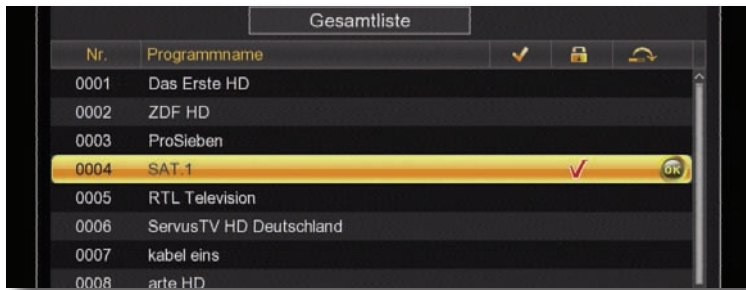 Gesamtliste
Nr. Programmname
0001 Das Erste HD
0002 ZDF HD
0003 ProSieben
0004 SAT.1 OK
0005 RTL Television
0006 ServusTV HD Deutschland
0007 kabel eins
0008 arte HD